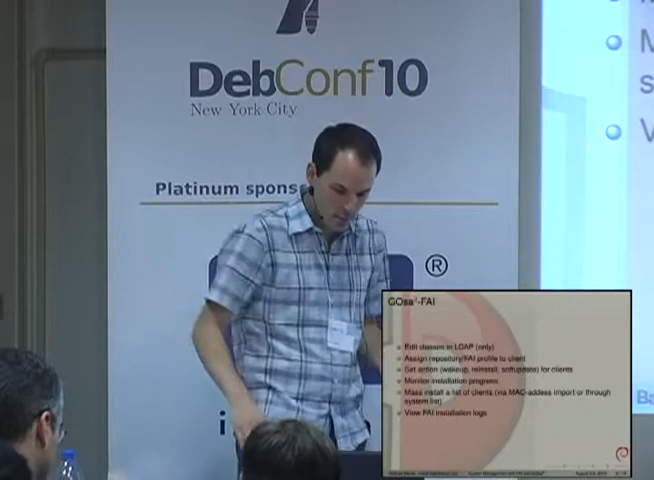 DebConf10
New York City
Platinum spons
®
GOsa²-FAI
Edit classes in LDAP (only)
Assign repository/FAI profile to client
Set action (wakeup, reinstall, softupdate) for clients
Monitor installation progress
Mass install a list of clients (via MAC-address import or through
system list)
View FAI installation logs